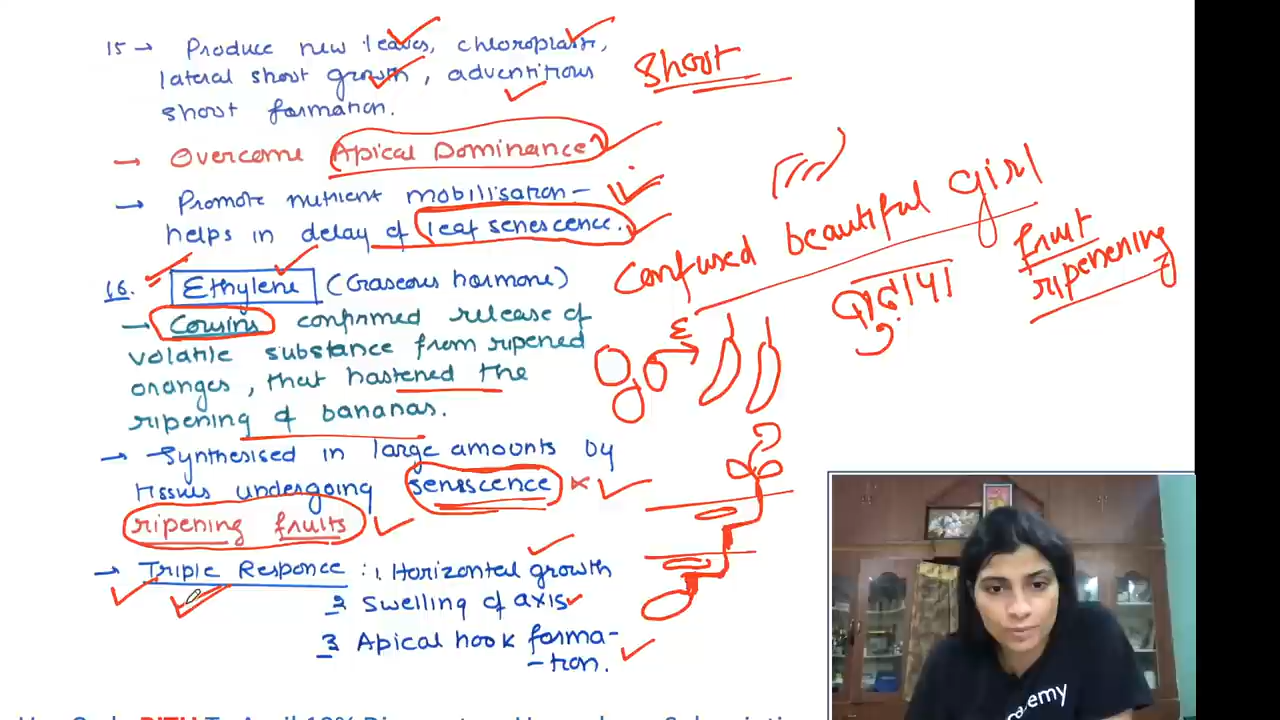 15 → Produce new leaves, chloroplast,
lateral shoot growth, adventitious
shoot formation.
Shoot
→ Overcome Apical Dominance
→ Promote nutrient mobilisation -
helps in delay of leaf senescence.
Confused beautiful girl
fruit
ripenening
16. Ethylene (Gaseous hormone)
→ Cousins confirmed release of
volatile substance from ripened
oranges, that hastened the
ripening of bananas.
E
→ Synthesised in large amounts by
tissues undergoing senescence &
ripening fruits
→ Triple Responce : 1. Horizontal growth
2 Swelling of axis
3 Apical hook forma-
-tion.